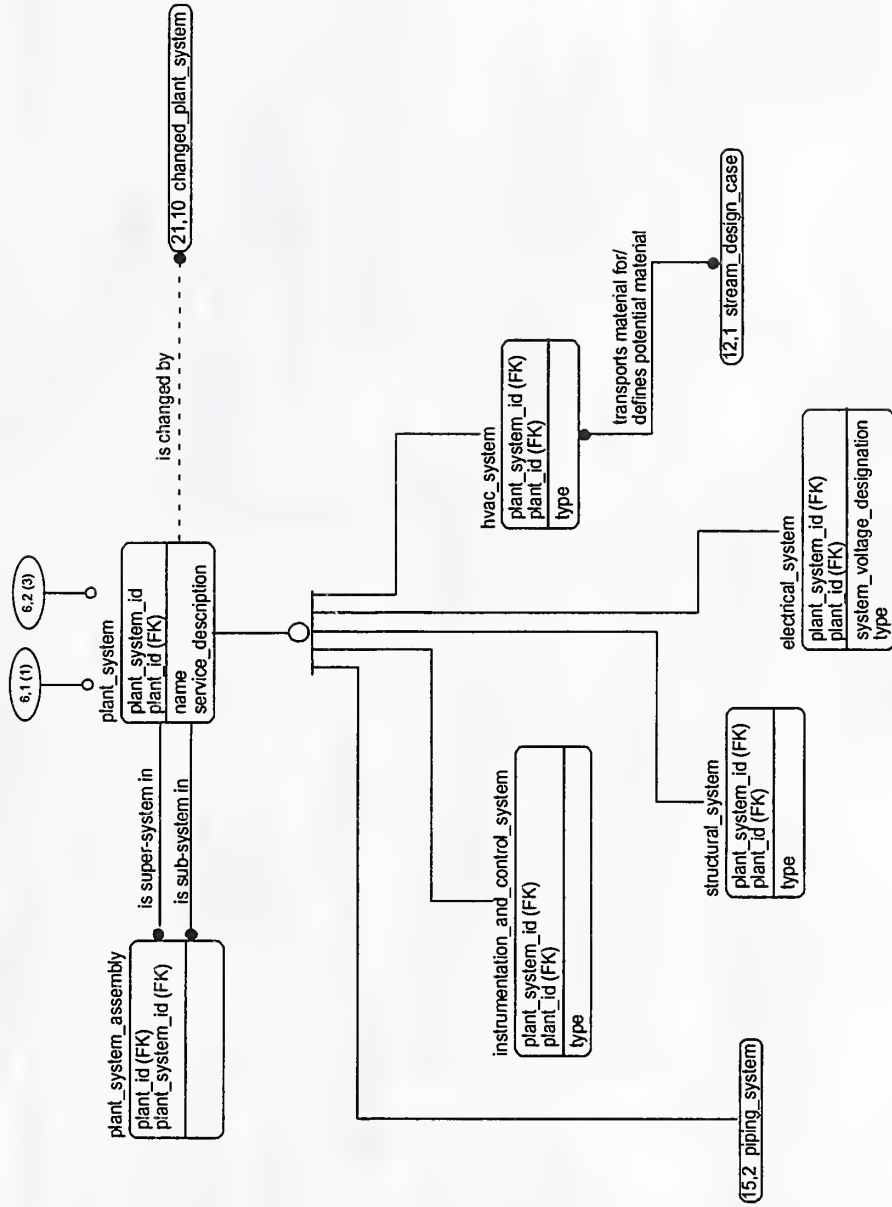 6,1 (1)
6,2 (3)
plant_system
plant_system_id
plant_id (FK)
name
service_description
is changed by
21,10 changed_plant_system
is super-system in
is sub-system in
plant_system_assembly
plant_id (FK)
plant_system_id (FK)
hvac_system
plant_system_id (FK)
plant_id (FK)
type
transports material for/
defines potential material
12,1 stream_design_case
electrical_system
plant_system_id (FK)
plant_id (FK)
system_voltage_designation
type
structural_system
plant_system_id (FK)
plant_id (FK)
type
instrumentation_and_control_system
plant_system_id (FK)
plant_id (FK)
type
15,2 piping_system